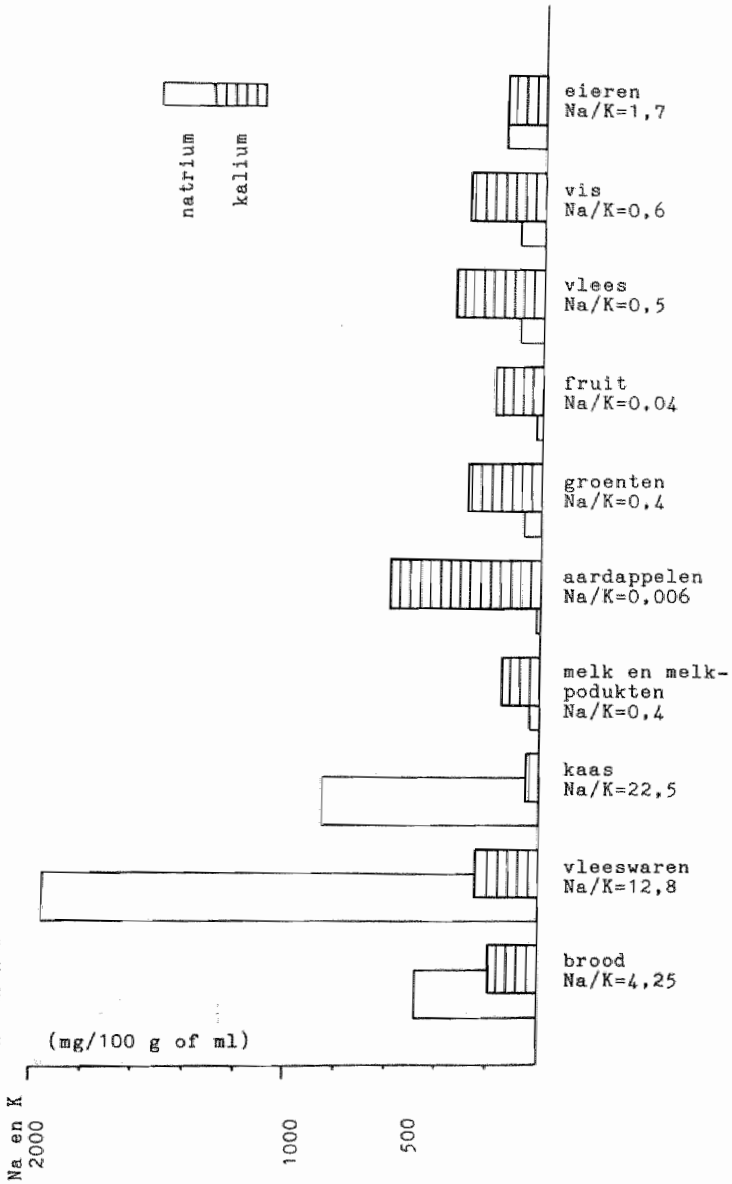 natrium
kalium
eieren
Na/K=1,7
vis
Na/K=0,6
vlees
Na/K=0,5
fruit
Na/K=0,04
groenten
Na/K=0,4
aardappelen
Na/K=0,006
melk en melk-
podukten
Na/K=0,4
kaas
Na/K=22,5
vleeswaren
Na/K=12,8
brood
Na/K=4,25
(mg/100 g of ml)
Na en K
2000
1000
500